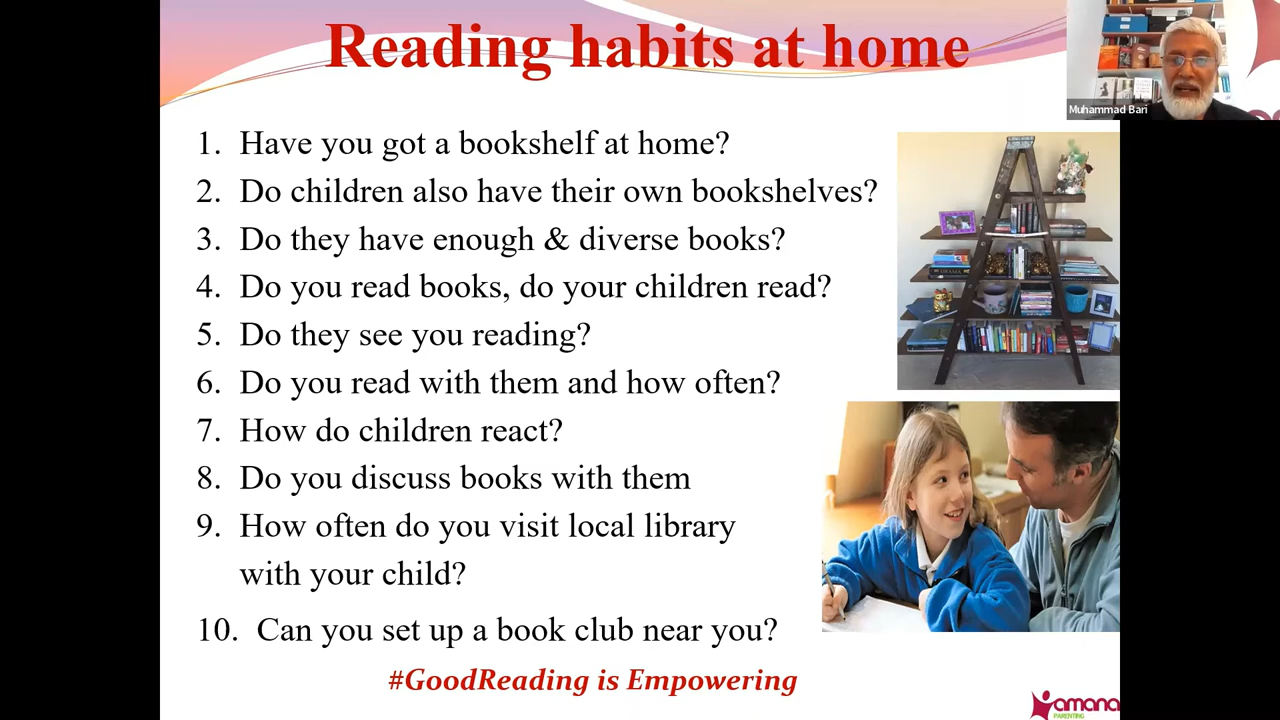 Reading habits at home
Muhammad Bari
1. Have you got a bookshelf at home?
2. Do children also have their own bookshelves?
3. Do they have enough & diverse books?
4. Do you read books, do your children read?
5. Do they see you reading?
6. Do you read with them and how often?
7. How do children react?
8. Do you discuss books with them
9. How often do you visit local library
with your child?
10. Can you set up a book club near you?
#GoodReading is Empowering
amana
PARENTING